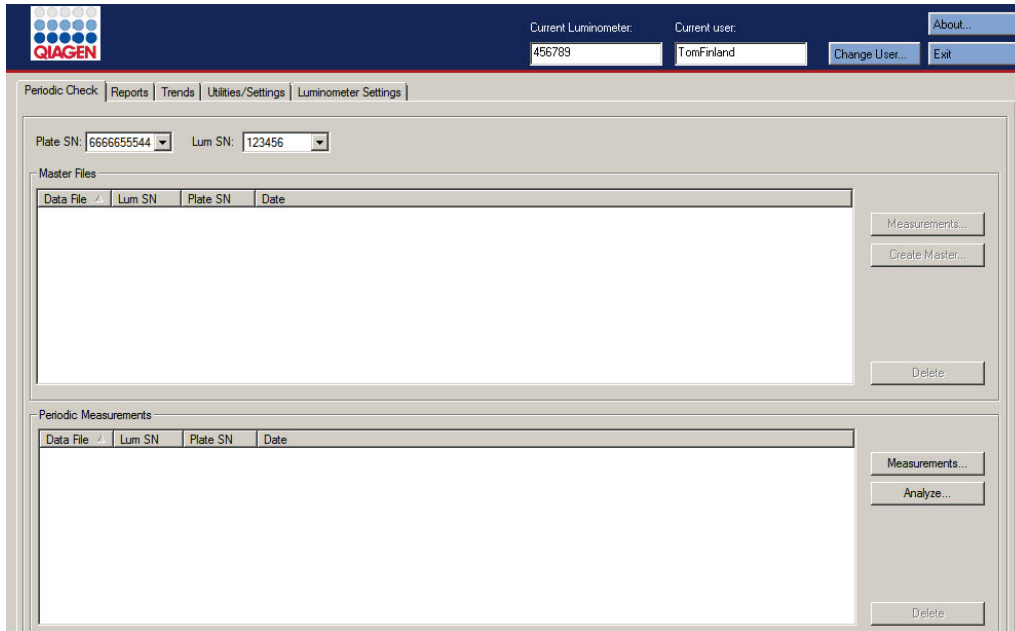 QIAGEN
Current Luminometer: Current user: About...
456789 TomFinland Change User... Exit
Periodic Check Reports Trends Utilities/Settings Luminometer Settings
Plate SN: 6666655544 Lum SN: 123456
Master Files
Data File Lum SN Plate SN Date
Measurements...
Create Master...
Delete
Periodic Measurements
Data File Lum SN Plate SN Date
Measurements...
Analyze...
Delete